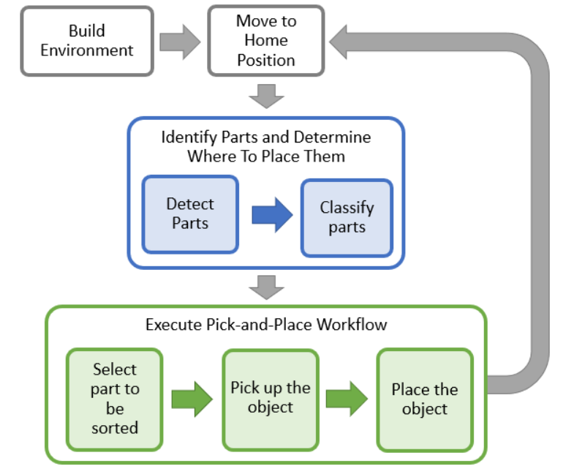 Build
Environment
Move to
Home
Position
Identify Parts and Determine
Where To Place Them
Detect
Parts
Classify
parts
Execute Pick-and-Place Workflow
Select
part to
be
sorted
Pick up the
object
Place the
object